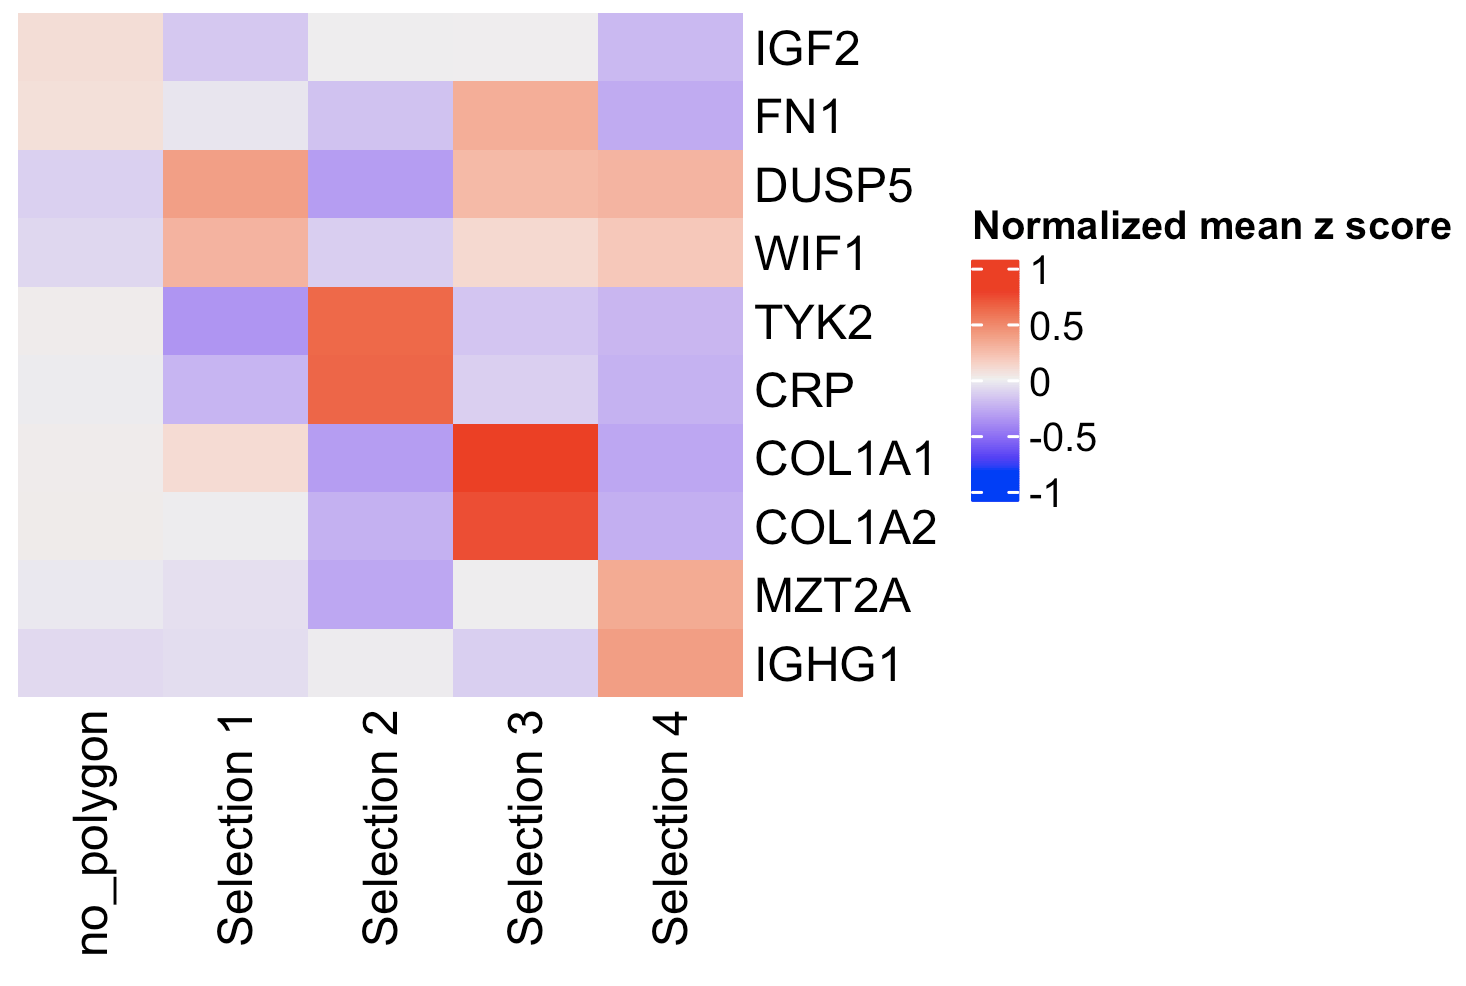 IGF2
FN1
DUSP5
WIF1
TYK2
CRP
COL1A1
COL1A2
MZT2A
IGHG1
Normalized mean z score
1
0.5
0
-0.5
-1
no_polygon
Selection 1
Selection 2
Selection 3
Selection 4